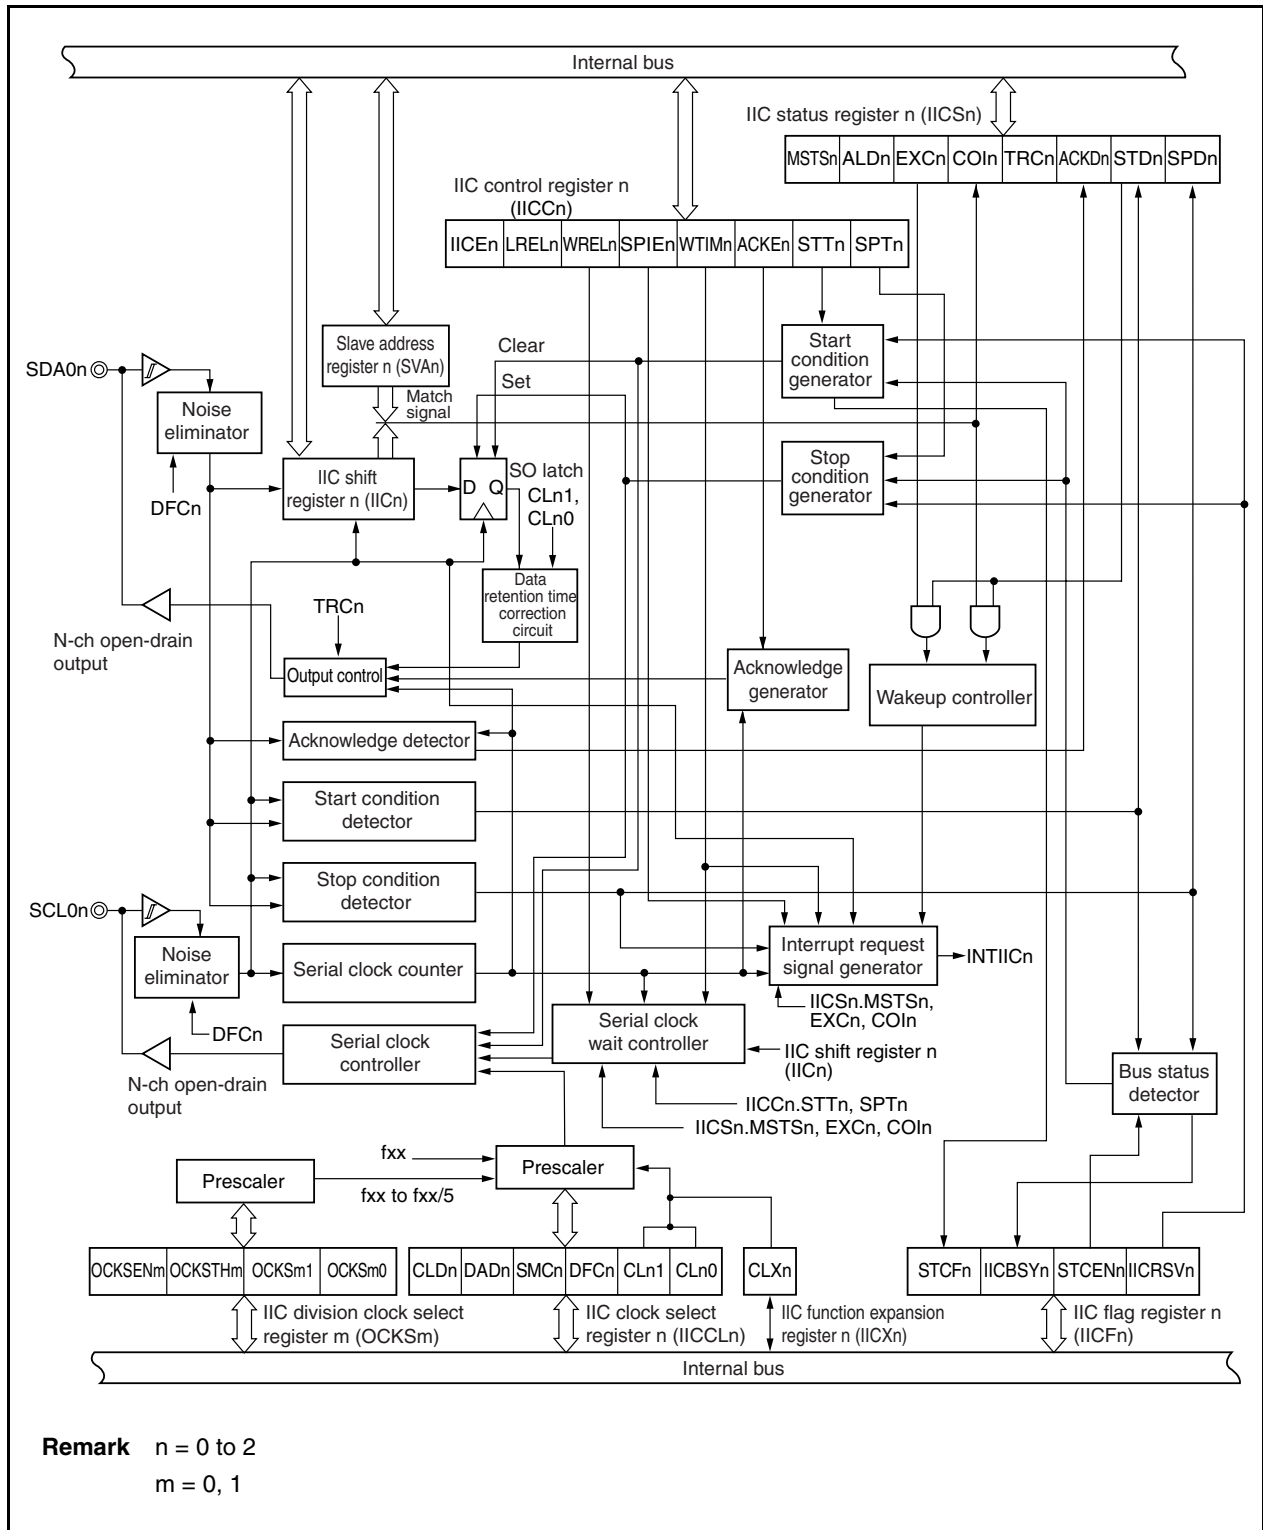 Internal bus
IIC status register n (IICSn)
MSTSn ALDn EXCn COIn TRCn ACKDn STDn SPDn
IIC control register n
(IICCn)
IICEn LRELn WRELn SPIEn WTIMn ACKEn STTn SPTn
Slave address
register n (SVAn)
Clear
Start
condition
generator
SDA0n
Set
Match
signal
Noise
eliminator
Stop
condition
generator
IIC shift
register n (IICn)
D Q
SO latch
CLn1,
CLn0
DFCn
Data
retention time
correction
circuit
TRCn
N-ch open-drain
output
Output control
Acknowledge
generator
Wakeup controller
Acknowledge detector
Start condition
detector
Stop condition
detector
SCL0n
Noise
eliminator
Serial clock counter
Interrupt request
signal generator
INTIICn
IICSn.MSTSn,
EXCn, COIn
DFCn
Serial clock
controller
Serial clock
wait controller
IIC shift register n
(IICn)
Bus status
detector
N-ch open-drain
output
IICCn.STTn, SPTn
IICSn.MSTSn, EXCn, COIn
fxx
Prescaler
Prescaler
fxx to fxx/5
OCKSENm OCKSTHm OCKSm1 OCKSm0
CLDn DADn SMCn DFCn CLn1 CLn0
CLXn
STCFn IICBSYn STCENn IICRSVn
IIC division clock select
register m (OCKSm)
IIC clock select
register n (IICCLn)
IIC function expansion
register n (IICXn)
IIC flag register n
(IICFn)
Internal bus
Remark n = 0 to 2
m = 0, 1